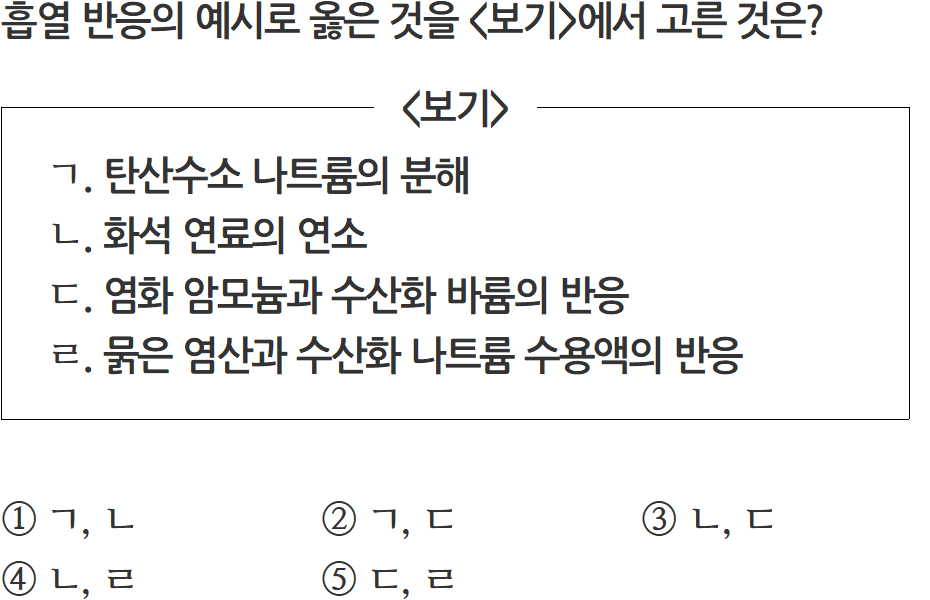 흡열 반응의 예시로 옳은 것을 <보기>에서 고른 것은?
<보기>
ㄱ. 탄산수소 나트륨의 분해
ㄴ. 화석 연료의 연소
ㄷ. 염화 암모늄과 수산화 바륨의 반응
ㄹ. 묽은 염산과 수산화 나트륨 수용액의 반응
① ㄱ, ㄴ ② ㄱ, ㄷ ③ ㄴ, ㄷ
④ ㄴ, ㄹ ⑤ ㄷ, ㄹ